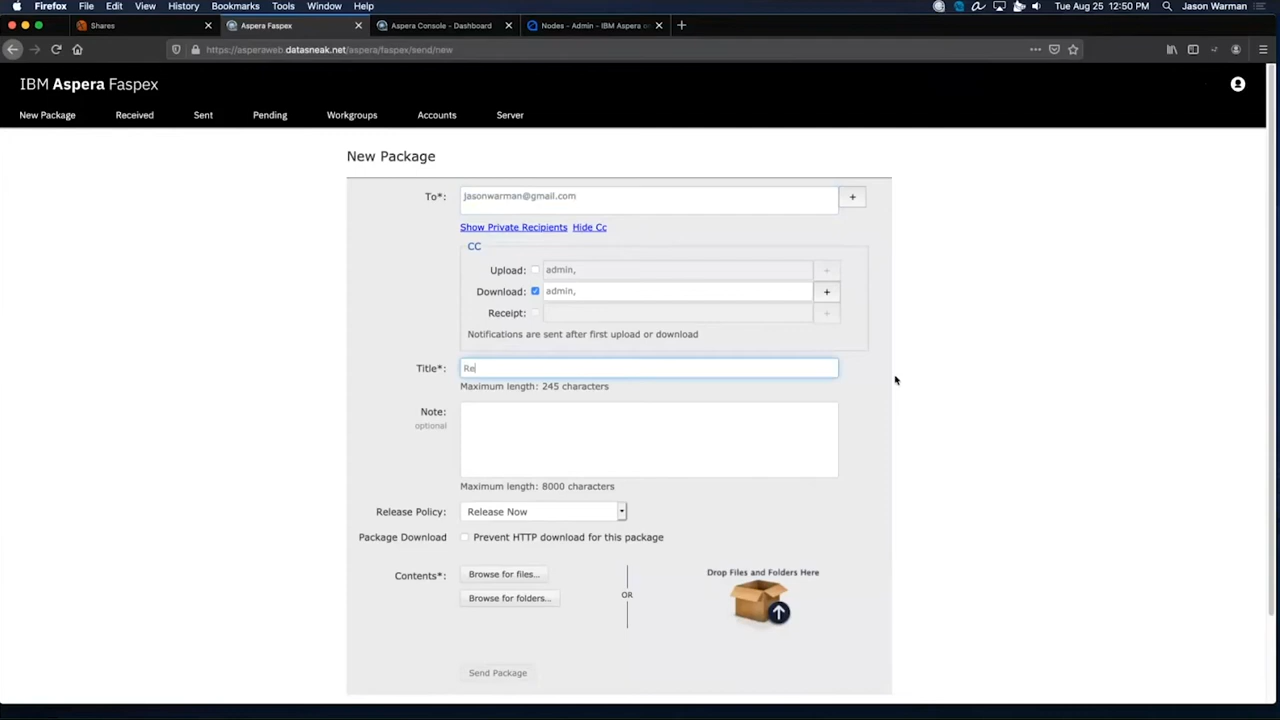 Firefox File Edit View History Bookmarks Tools Window Help Tue Aug 25 12:50 PM Jason Warman
Shares Aspera Faspex Aspera Console - Dashboard Nodes - Admin - IBM Aspera
https://asperaweb.datasneak.net/aspera/faspex/send/new
IBM Aspera Faspex
New Package Received Sent Pending Workgroups Accounts Server
New Package
To*: jasonwarman@gmail.com +
Show Private Recipients Hide Cc
CC
Upload: admin, +
Download: admin, +
Receipt: +
Notifications are sent after first upload or download
Title*: Re
Maximum length: 245 characters
Note:
optional
Maximum length: 8000 characters
Release Policy: Release Now
Package Download Prevent HTTP download for this package
Contents*: Browse for files... Drop Files and Folders Here
OR
Browse for folders...
Send Package